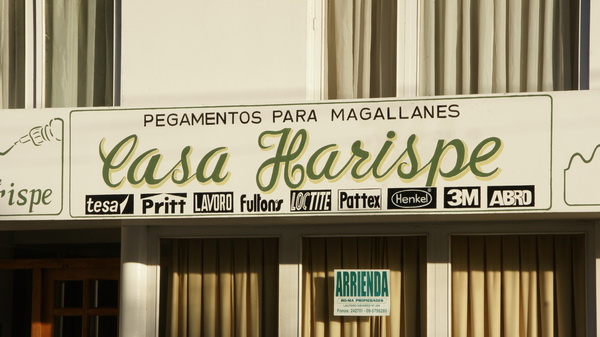 PEGAMENTOS PARA MAGALLANES
Casa Harispe
tesa Pritt LAVORO Fullons LOCTITE Pattex Henkel 3M ABRO
rispe
ARRIENDA